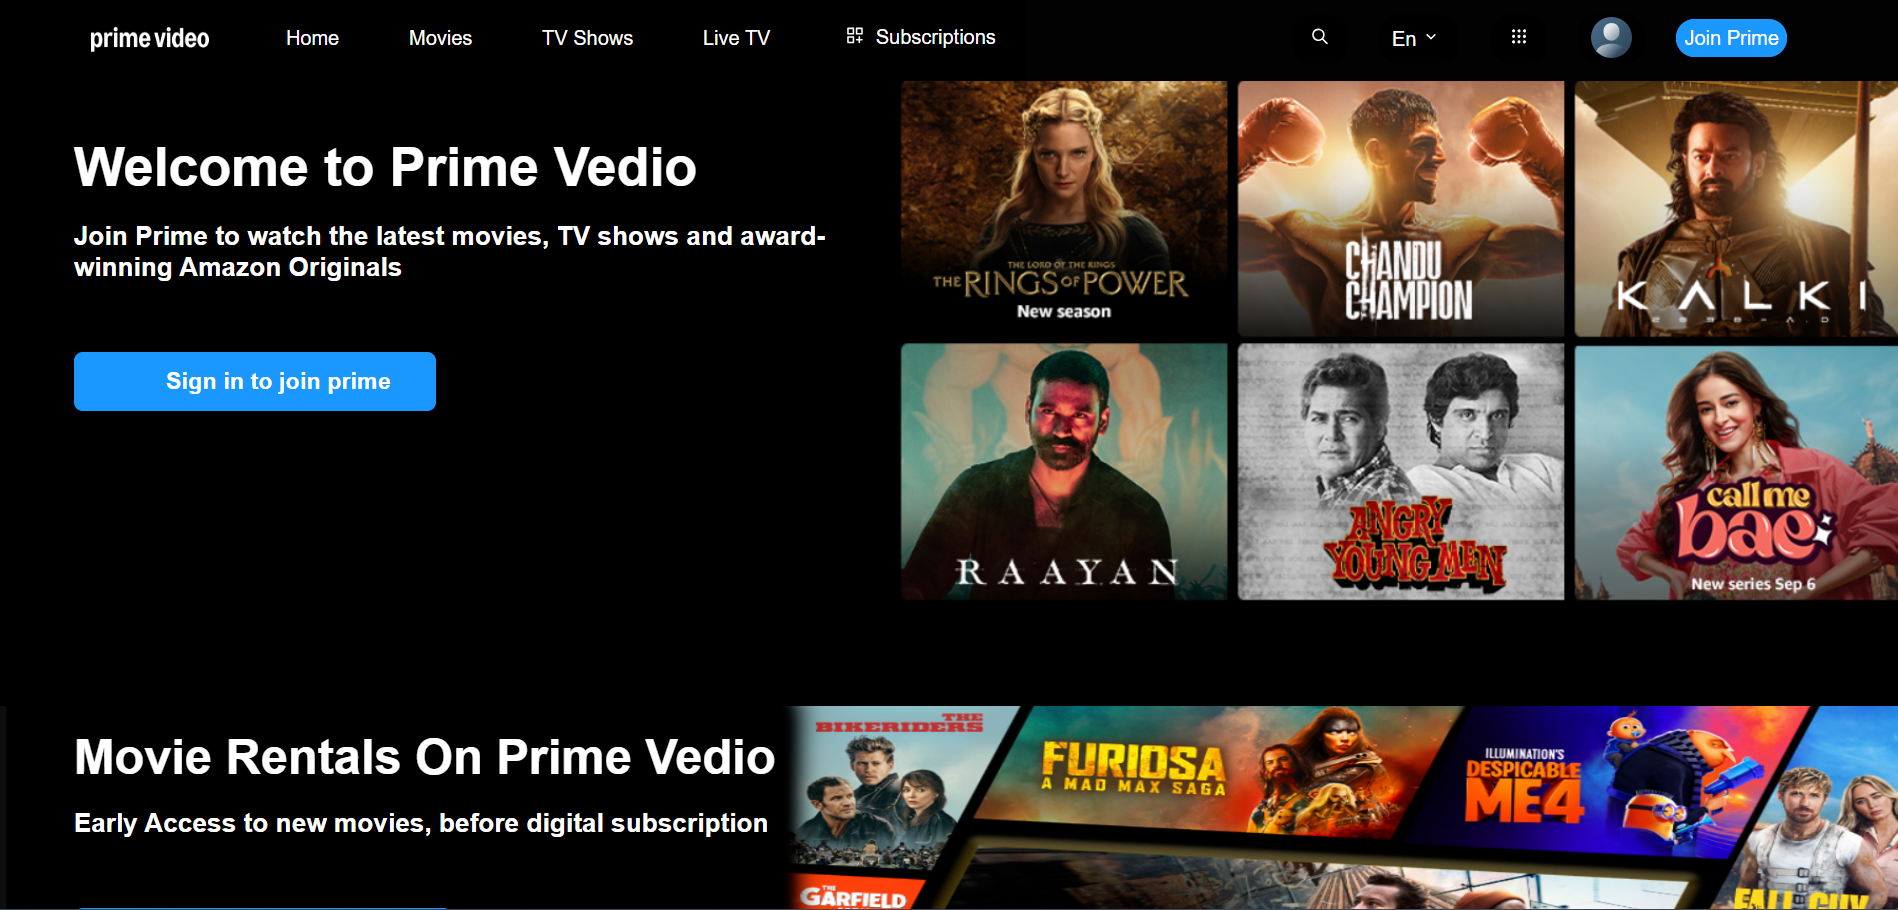 prime video
Home
Movies
TV Shows
Live TV
Subscriptions
En
Join Prime
Welcome to Prime Vedio
Join Prime to watch the latest movies, TV shows and award-
winning Amazon Originals
Sign in to join prime
THE LORD OF THE RINGS
THE RINGS OF POWER
New season
CHANDU
CHAMPION
KALKI
2898-A.D
RAAYAN
ANGRY
YOUNG MEN
call me
bae
New series Sep 6
Movie Rentals On Prime Vedio
Early Access to new movies, before digital subscription
THE
BIKERIDERS
FURIOSA
A MAD MAX SAGA
ILLUMINATION'S
DESPICABLE
ME4
THE
GARFIELD
FALL GUY